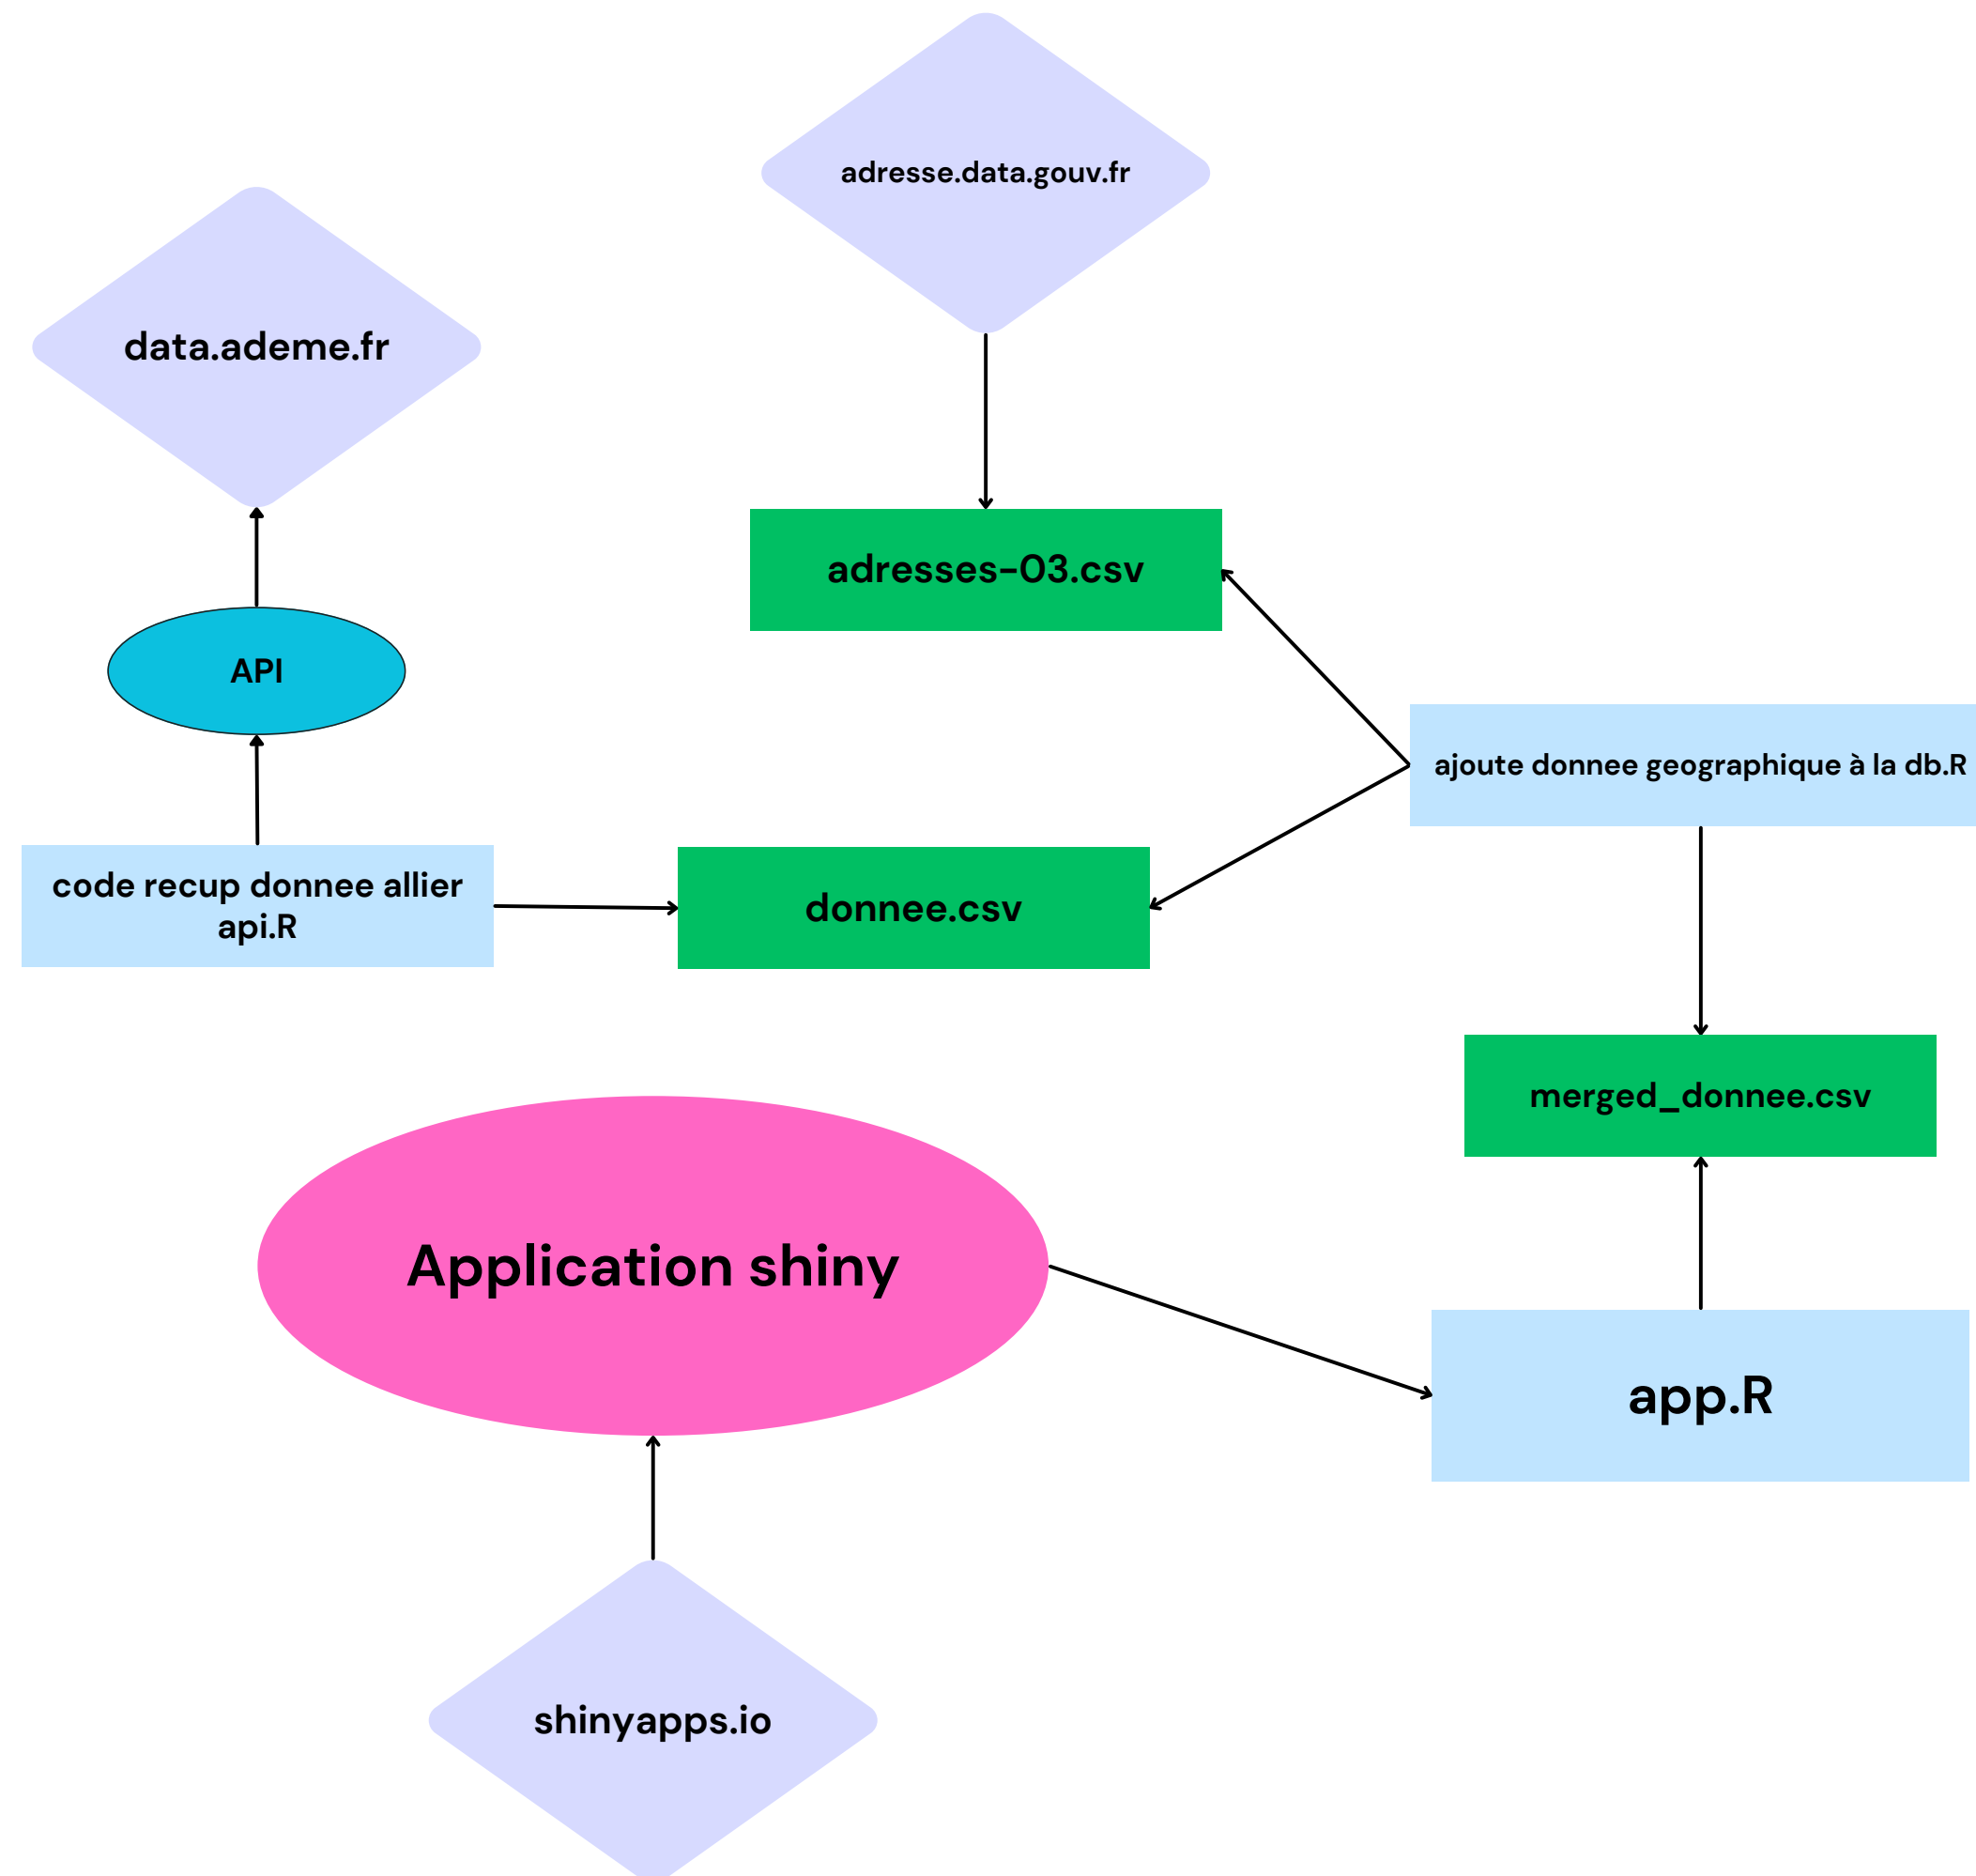 adresse.data.gouv.fr
data.ademe.fr
adresses-03.csv
API
ajoute donnee geographique à la db.R
code recup donnee allier
api.R
donnee.csv
merged_donnee.csv
Application shiny
app.R
shinyapps.io